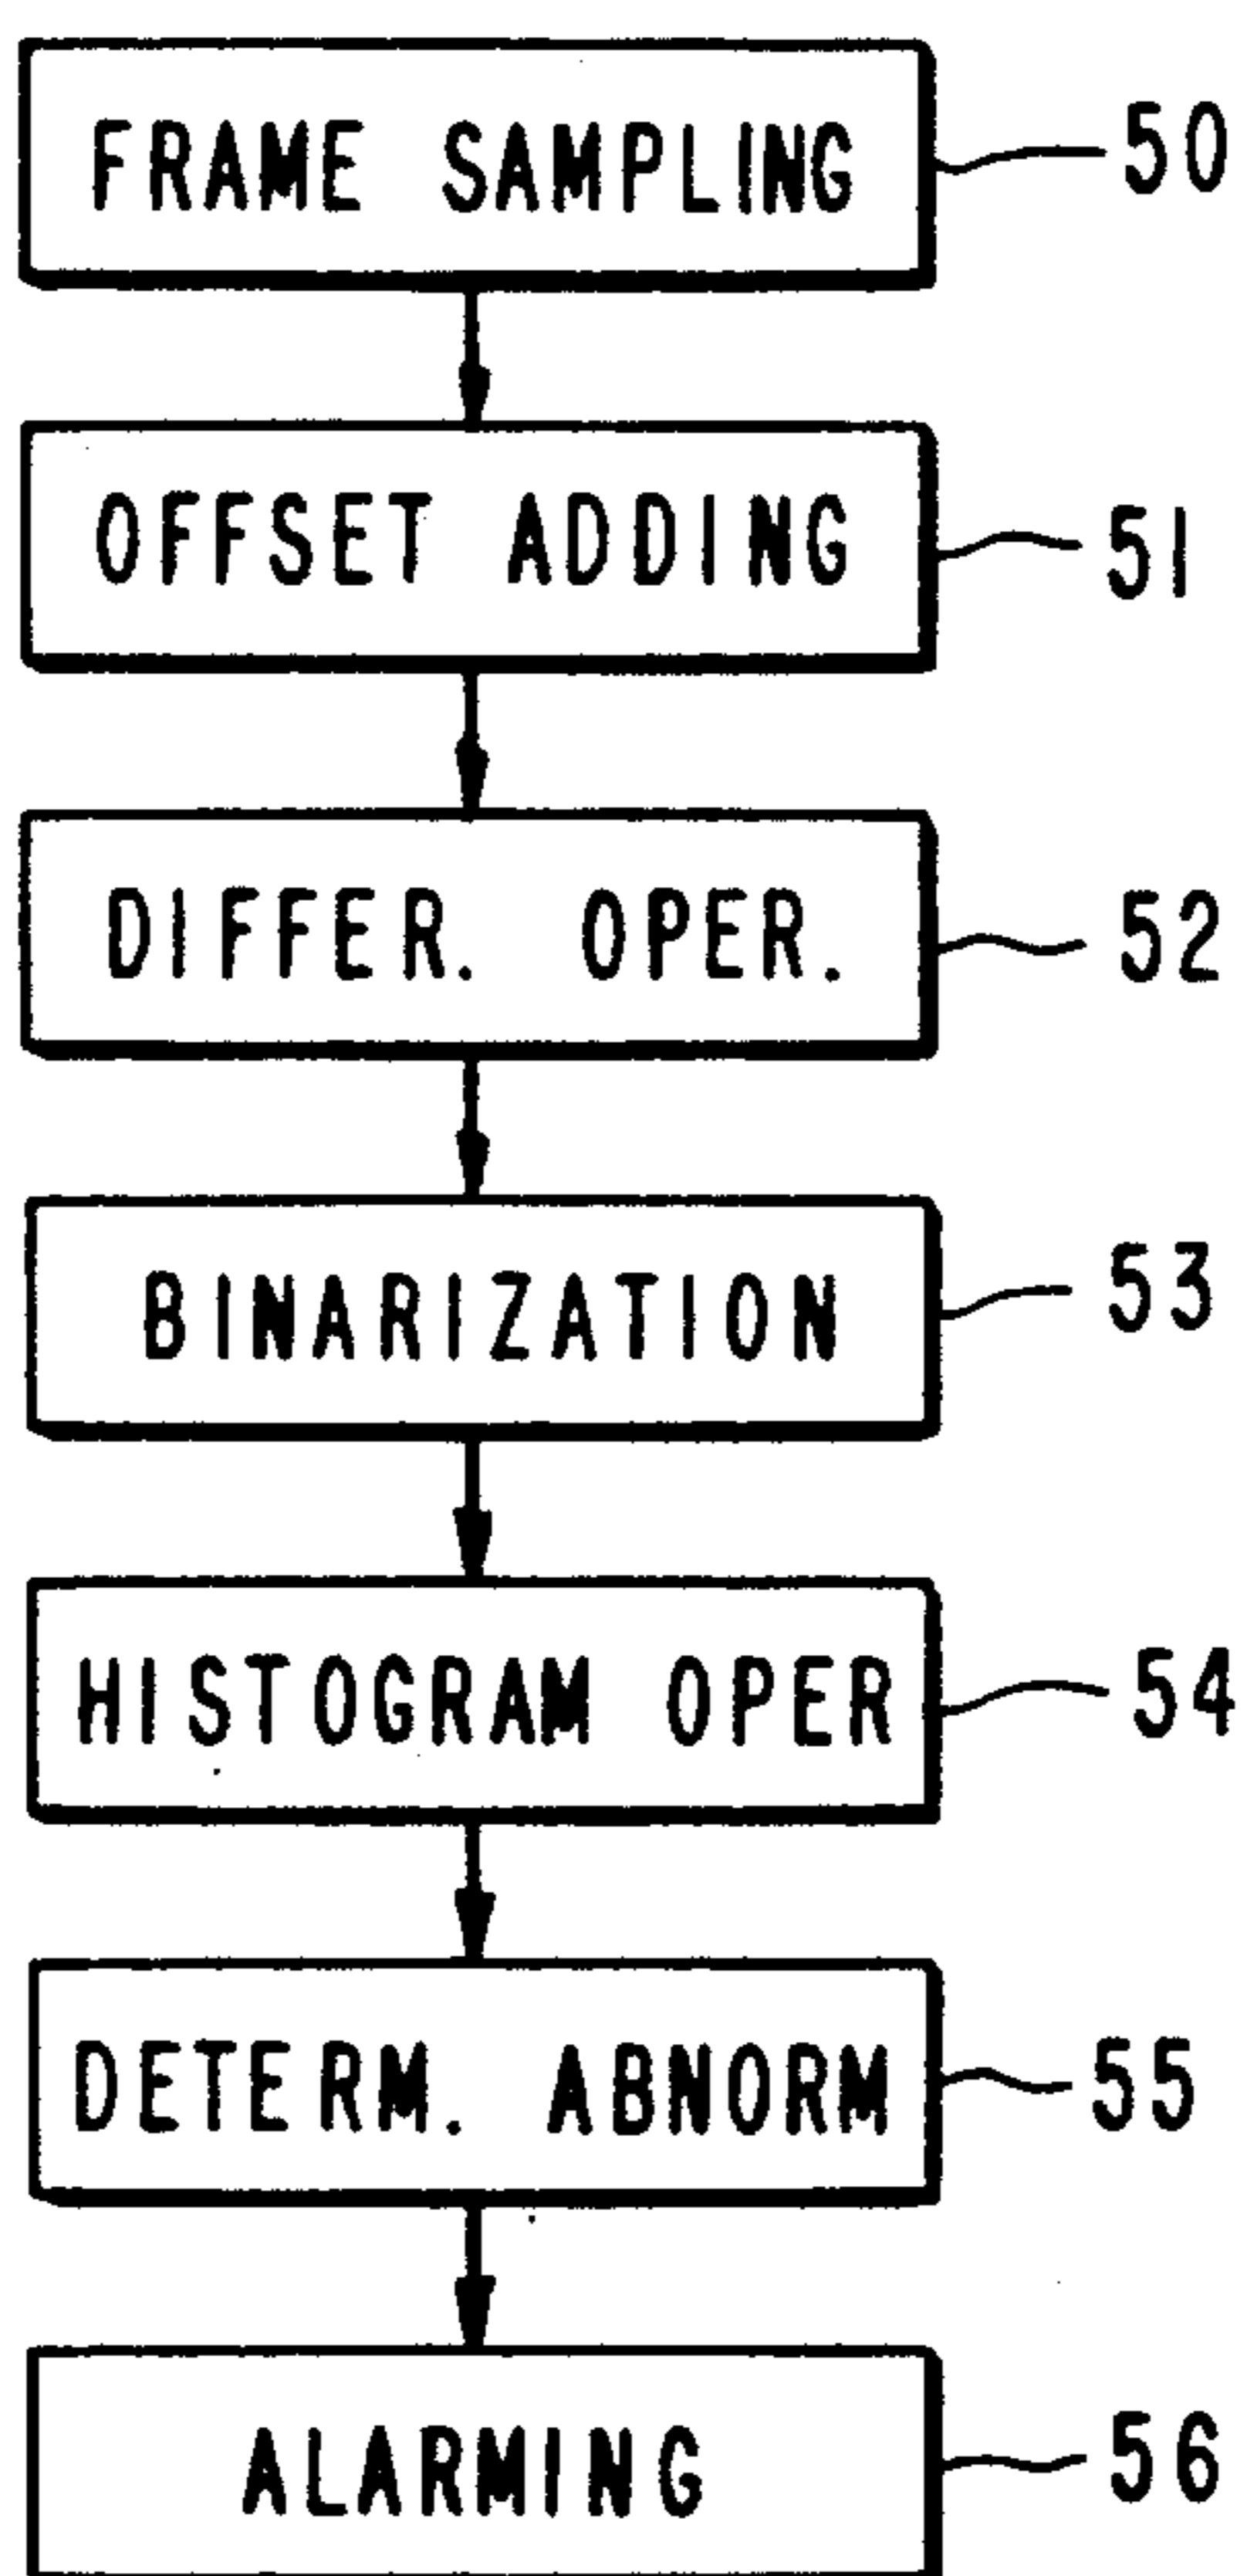 FRAME SAMPLING 50
OFFSET ADDING 51
DIFFER. OPER. 52
BINARIZATION 53
HISTOGRAM OPER 54
DETERM. ABNORM 55
ALARMING 56